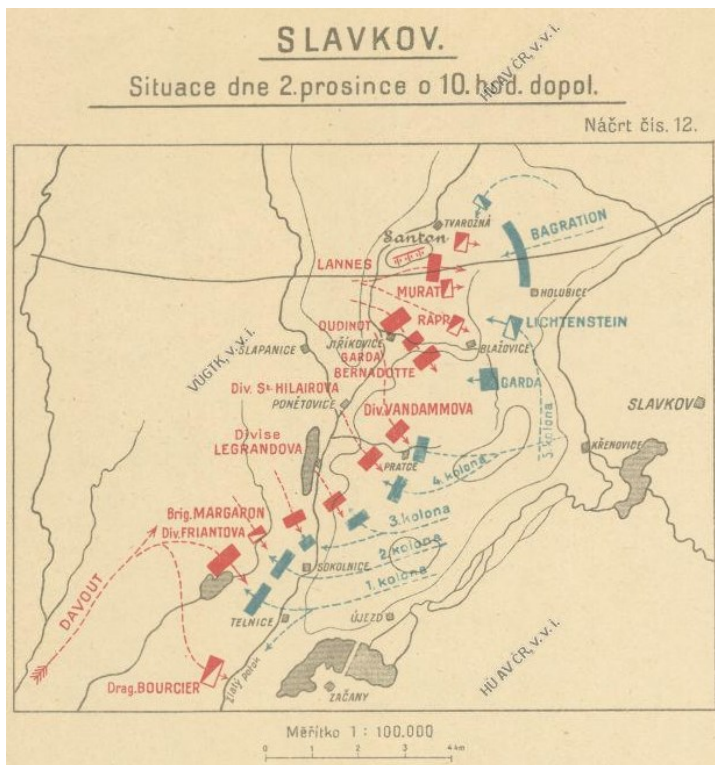 SLAVKOV.
Situace dne 2. prosince o 10. hod. dopol.
HÚ AV ČR, v. v. i.
Náčrt čís. 12.
TVAROŽNÁ
Santon
BAGRATION
LANNES
MURAT
HOLUBICE
OUDINOT
RAPP
LICHTENSTEIN
VÚGTK, v. v. i.
ŠLAPANICE
JIŘÍKOVICE
GARDA
BLAŽOVICE
BERNADOTTE
GARDA
Div. St HILAIROVA
PONĚTOVICE
Div. VANDAMMOVA
SLAVKOV
Divise
LEGRANDOVA
PRATCE
KŘENOVICE
5. kolona
4. kolona
Brig. MARGARON
3. kolona
Div. FRIANTOVA
2. kolona
SOKOLNICE
1. kolona
DAVOUT
TELNICE
ÚJEZD
HÚ AV ČR, v. v. i.
Zlatý potok
Drag. BOURCIER
ŽAČANY
Měřítko 1 : 100.000
0 1 2 3 4 km